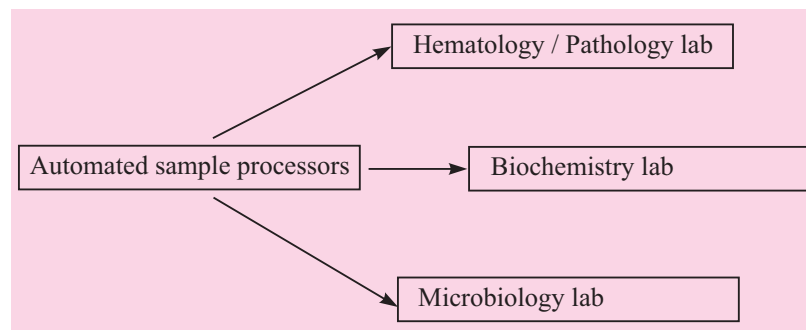 Hematology / Pathology lab
Automated sample processors
Biochemistry lab
Microbiology lab